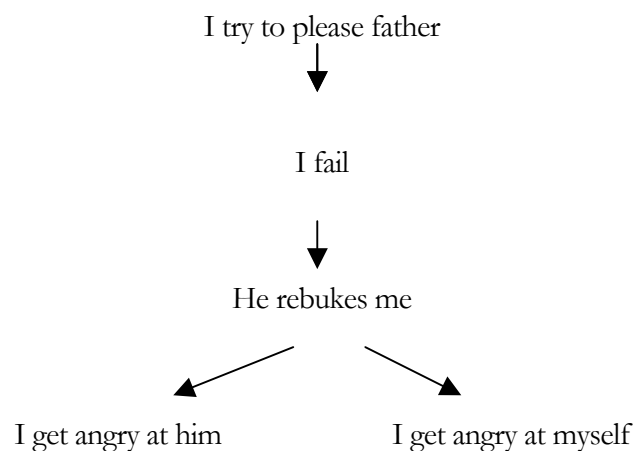 I try to please father
I fail
He rebukes me
I get angry at him
I get angry at myself